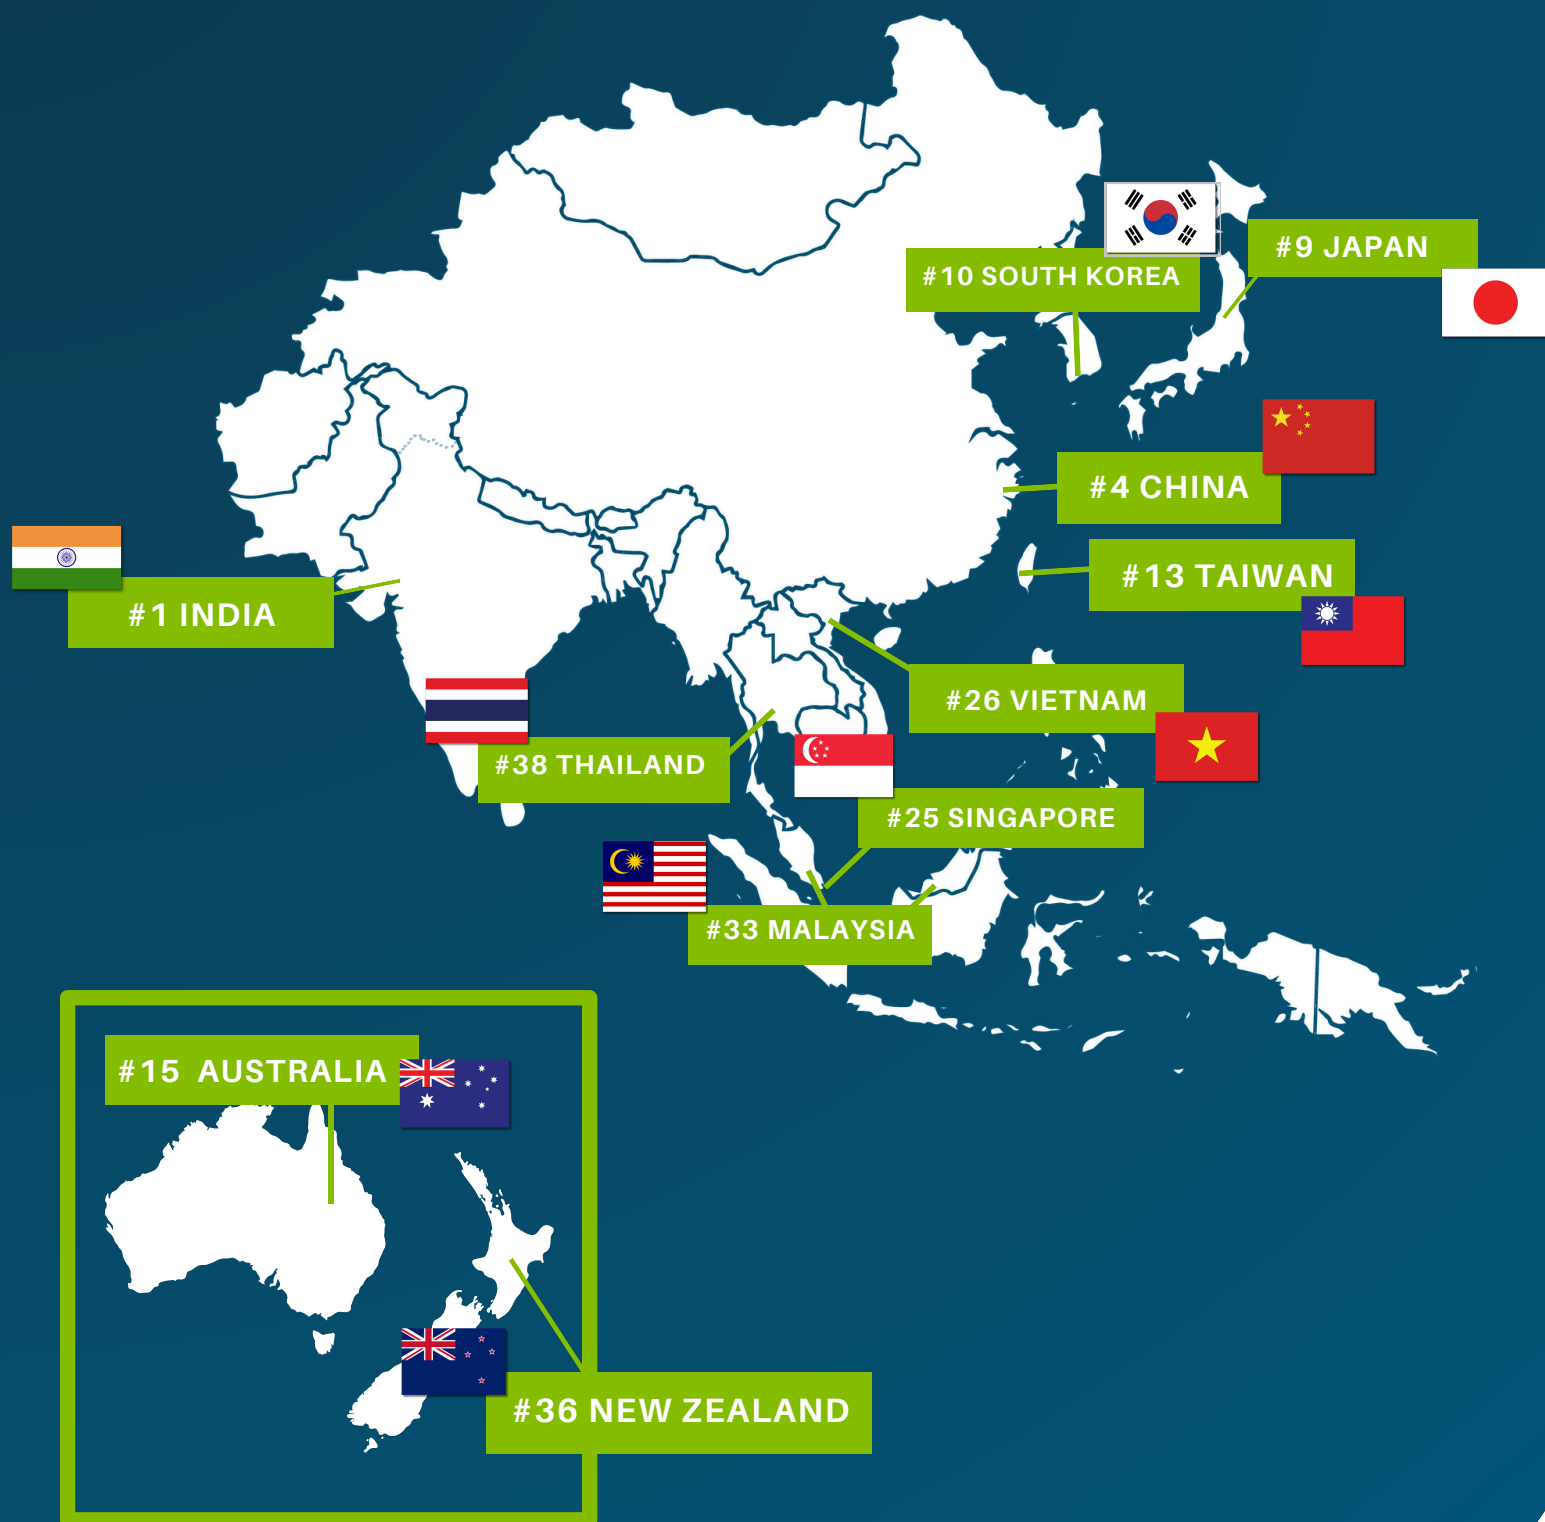 #9 JAPAN
#10 SOUTH KOREA
#4 CHINA
#13 TAIWAN
#1 INDIA
#26 VIETNAM
#38 THAILAND
#25 SINGAPORE
#33 MALAYSIA
#15 AUSTRALIA
#36 NEW ZEALAND